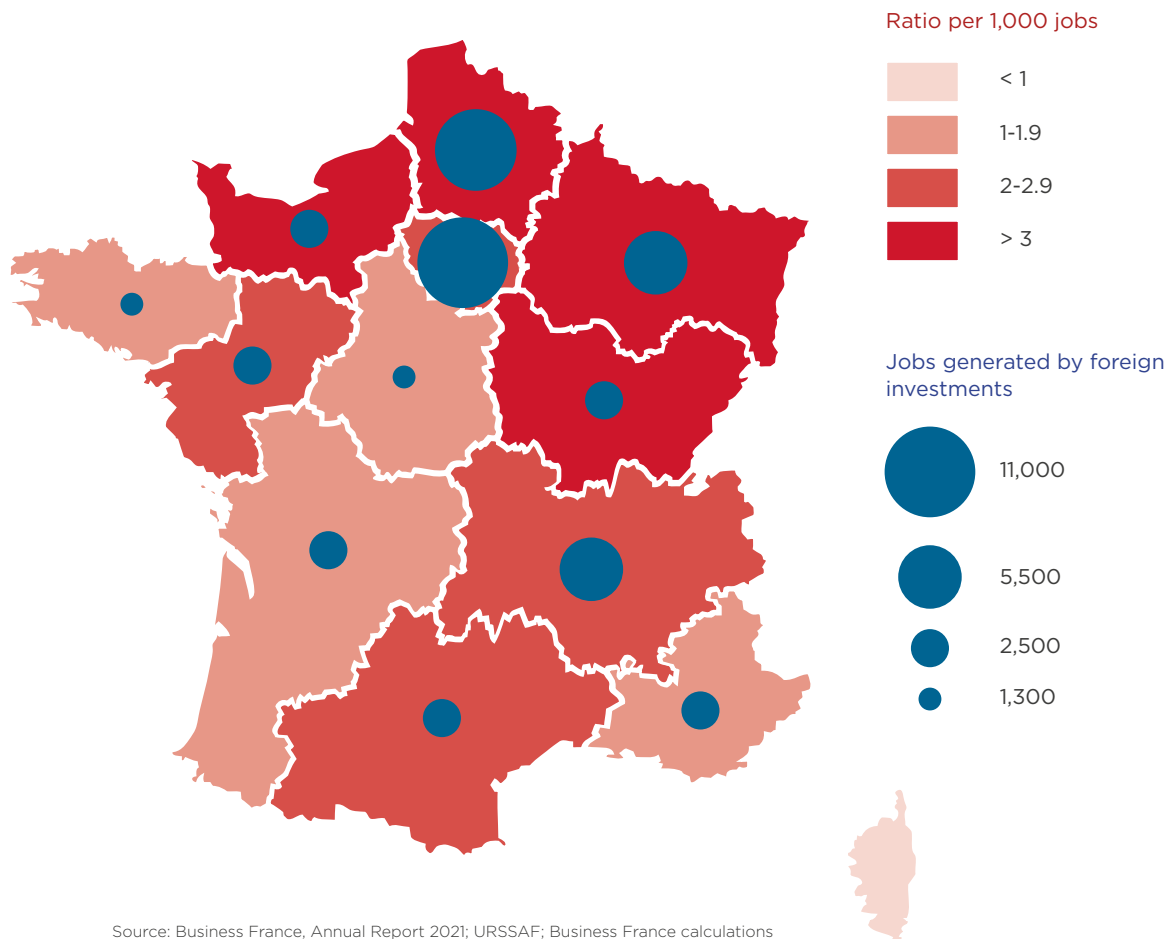 Ratio per 1,000 jobs
< 1
1-1.9
2-2.9
> 3
Jobs generated by foreign
investments
11,000
5,500
2,500
1,300
Source: Business France, Annual Report 2021; URSSAF; Business France calculations